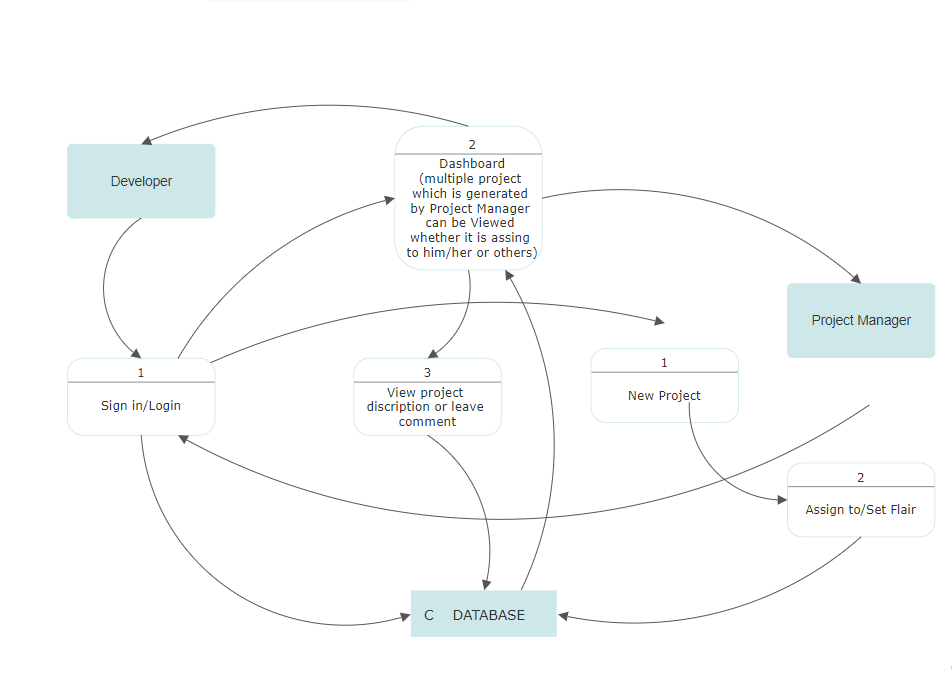 Developer
2
Dashboard
(multiple project
which is generated
by Project Manager
can be Viewed
whether it is assing
to him/her or others)
Project Manager
1
Sign in/Login
3
View project
discription or leave
comment
1
New Project
2
Assign to/Set Flair
C DATABASE